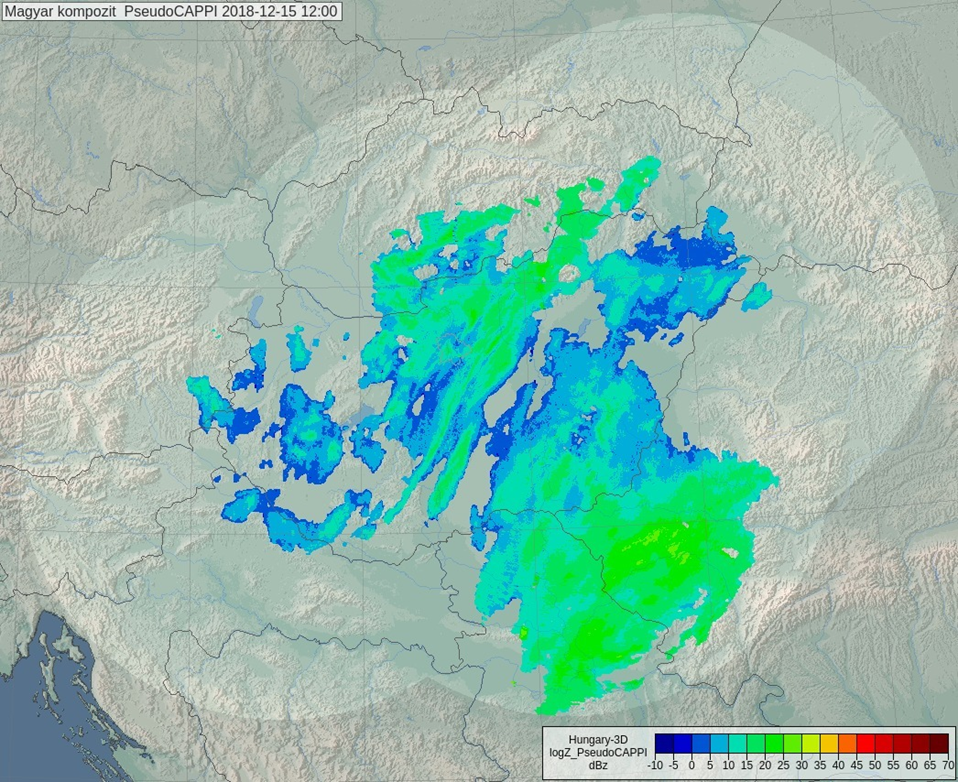 Magyar kompozit  PseudoCAPPI 2018-12-15 12:00
Hungary-3D
logZ_PseudoCAPPI
dBz
-10 -5 0 5 10 15 20 25 30 35 40 45 50 55 60 65 70